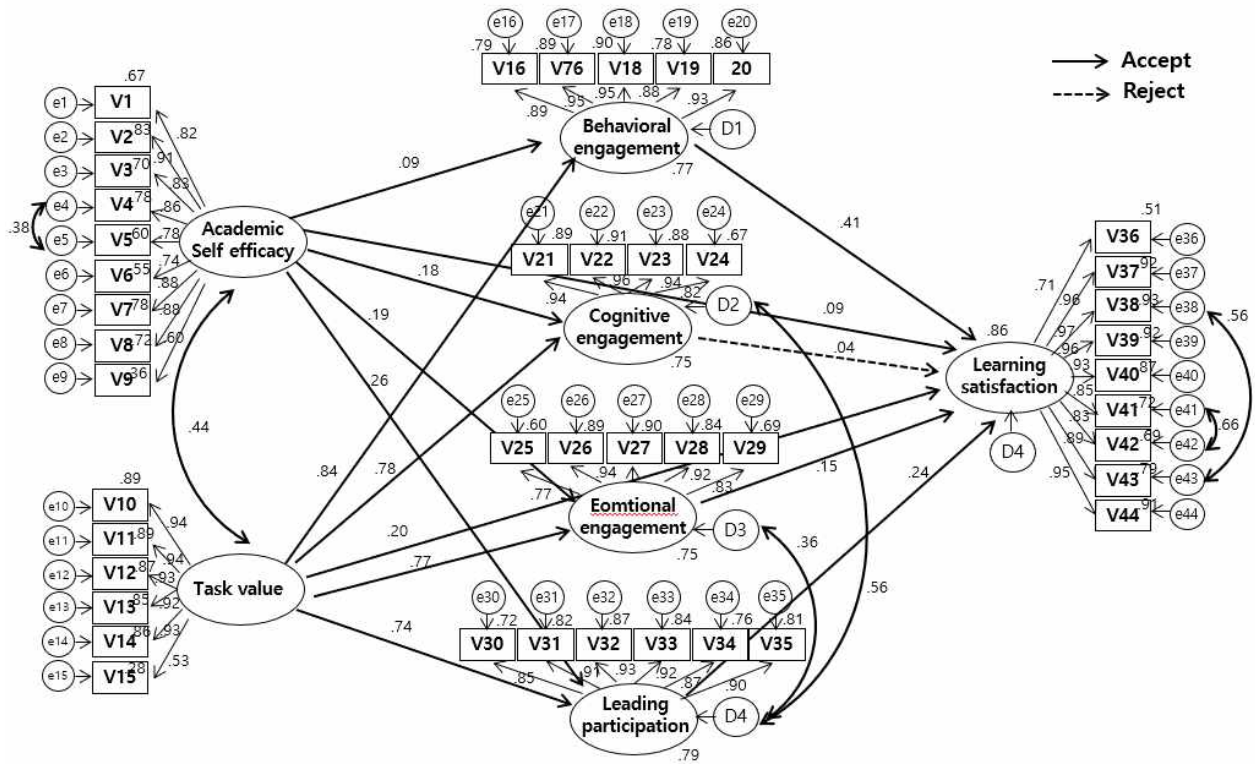 e16 e17 e18 e19 e20
.79 .89 .90 .78 .86
V16 V76 V18 V19 20
.89 .95 .95 .88 .93
Behavioral
engagement
D1
.77
Accept
Reject
.67
e1 V1
e2 V2 .83
e3 V3 .70
e4 V4 .78
e5 V5 .60
e6 V6 .55
e7 V7 .78
e8 V8 .72
e9 V9 .36
.38
.82
.91
.83
.86
.78
.74
.88
.88
.60
Academic
Self efficacy
.09
.18
.19
.26
.44
e21 e22 e23 e24
.89 .91 .88 .67
V21 V22 V23 V24
.94 .96 .94 .82
Cognitive
engagement
D2
.75
.41
.09
.04
e25 e26 e27 e28 e29
.60 .89 .90 .84 .69
V25 V26 V27 V28 V29
.77 .94 .92 .83
Eomtional
engagement
D3
.75
.15
.24
.36
.56
.89
e10 V10
e11 V11 .89
e12 V12 .87
e13 V13 .85
e14 V14 .86
e15 V15 .28
.94
.94
.93
.92
.93
.53
Task value
.84
.78
.20
.77
.74
e30 e31 e32 e33 e34 e35
.72 .82 .87 .84 .76 .81
V30 V31 V32 V33 V34 V35
.85 .91 .93 .92 .87 .90
Leading
participation
D4
.79
.86
Learning
satisfaction
D4
.51
V36 e36
V37 .92 e37
V38 .93 e38
V39 .92 e39
V40 .87 e40
V41 .72 e41
V42 .69 e42
V43 .79 e43
V44 .91 e44
.71
.96
.97
.96
.93
.85
.83
.89
.95
.56
.66